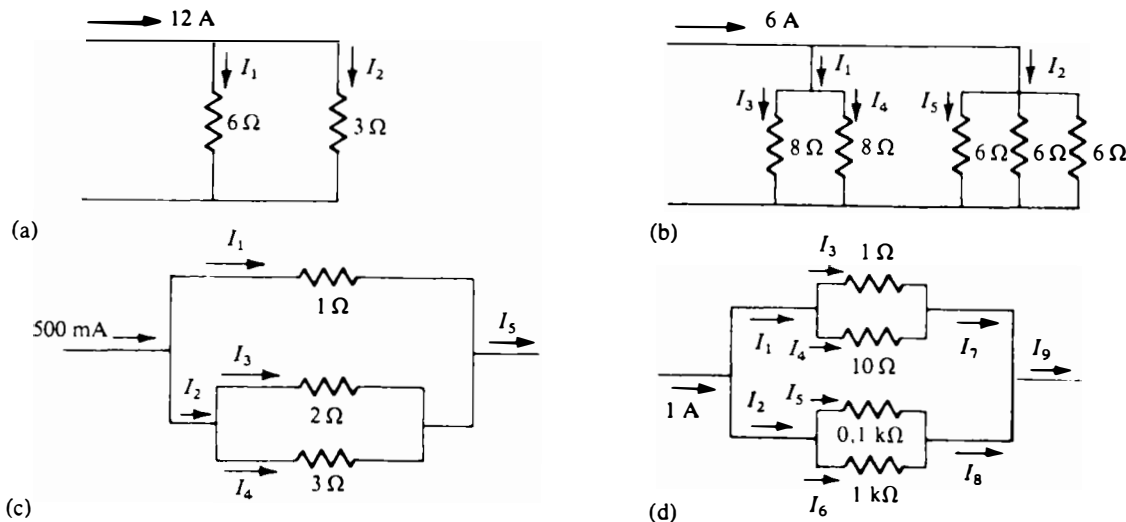 12 A
I₁
I₂
6 Ω
3 Ω
(a)
6 A
I₁
I₂
I₃
I₄
I₅
8 Ω
8 Ω
6 Ω
6 Ω
6 Ω
(b)
I₁
1 Ω
500 mA
I₅
I₃
I₂
2 Ω
I₄
3 Ω
(c)
I₃
1 Ω
I₁
I₄
10 Ω
I₇
I₉
1 A
I₂
I₅
0,1 kΩ
I₈
I₆
1 kΩ
(d)